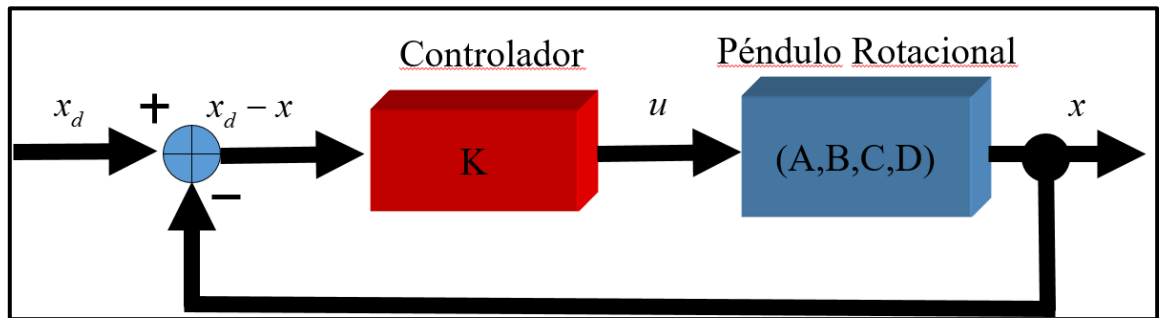 Controlador
Péndulo Rotacional
x_d
+
x_d − x
u
x
K
(A,B,C,D)
−